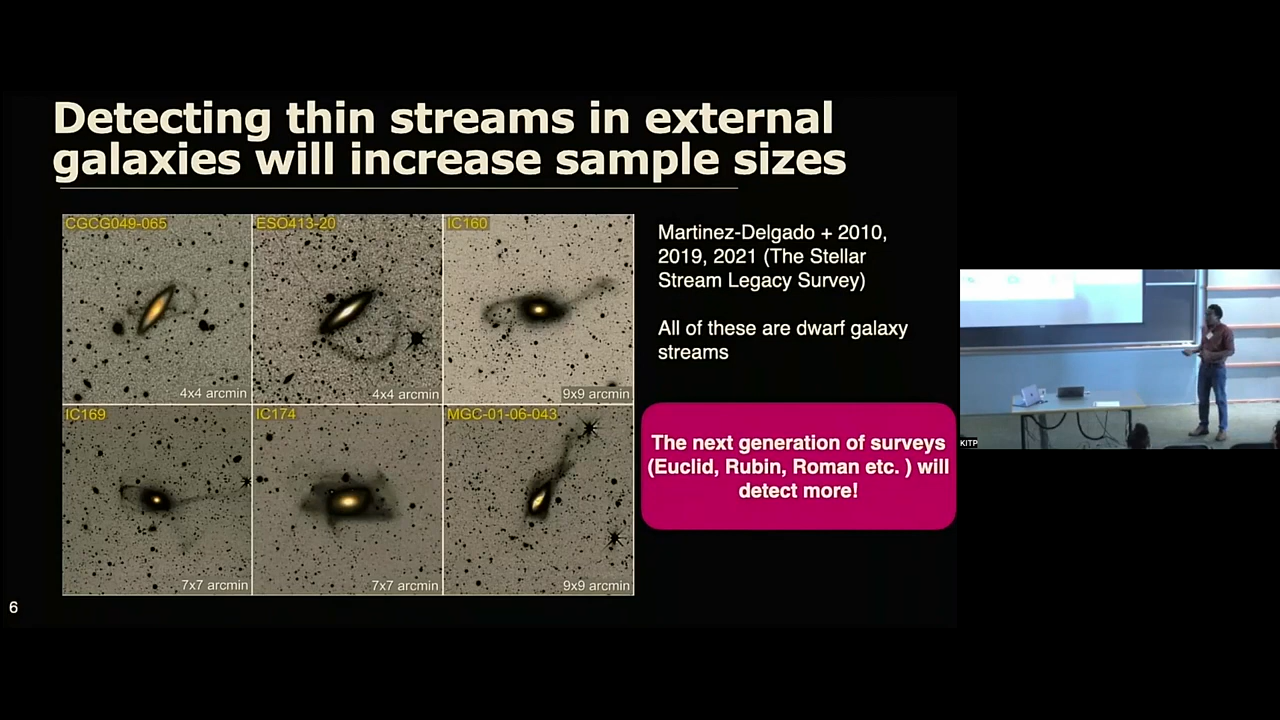 Detecting thin streams in external
galaxies will increase sample sizes
CGCG049-065
4x4 arcmin
ESO413-20
4x4 arcmin
IC160
9x9 arcmin
IC169
7x7 arcmin
IC174
7x7 arcmin
MGC-01-06-043
9x9 arcmin
Martinez-Delgado + 2010,
2019, 2021 (The Stellar
Stream Legacy Survey)
All of these are dwarf galaxy
streams
The next generation of surveys
(Euclid, Rubin, Roman etc. ) will
detect more!
6
KITP